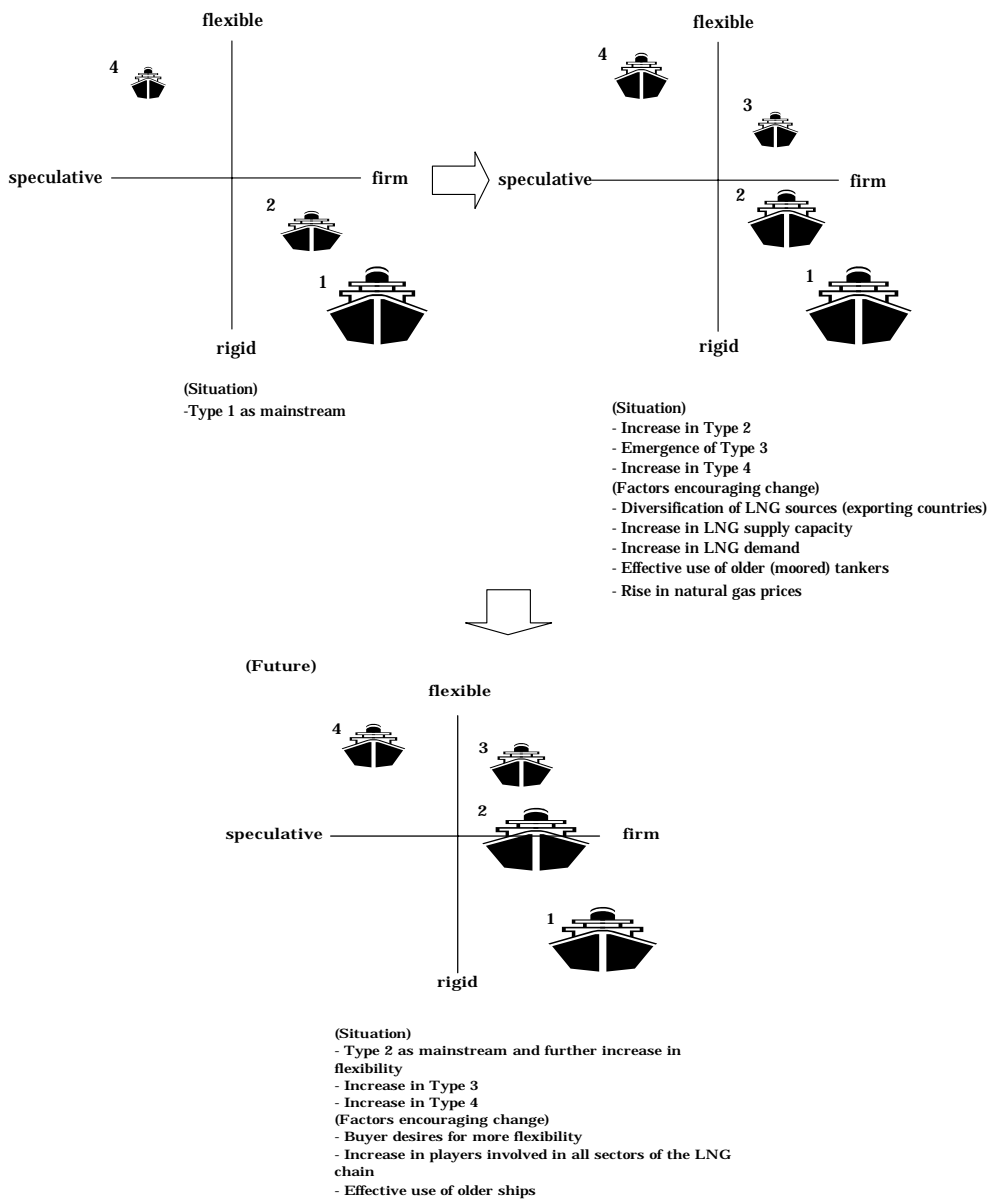 flexible
4
speculative
firm
2
1
rigid
(Situation)
-Type 1 as mainstream
flexible
4
3
speculative
firm
2
1
rigid
(Situation)
- Increase in Type 2
- Emergence of Type 3
- Increase in Type 4
(Factors encouraging change)
- Diversification of LNG sources (exporting countries)
- Increase in LNG supply capacity
- Increase in LNG demand
- Effective use of older (moored) tankers
- Rise in natural gas prices
(Future)
flexible
4
3
2
speculative
firm
1
rigid
(Situation)
- Type 2 as mainstream and further increase in
flexibility
- Increase in Type 3
- Increase in Type 4
(Factors encouraging change)
- Buyer desires for more flexibility
- Increase in players involved in all sectors of the LNG
chain
- Effective use of older ships